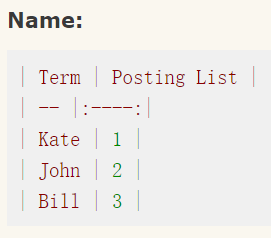 Name:
| Term | Posting List |
| -- |:----:|
| Kate | 1 |
| John | 2 |
| Bill | 3 |